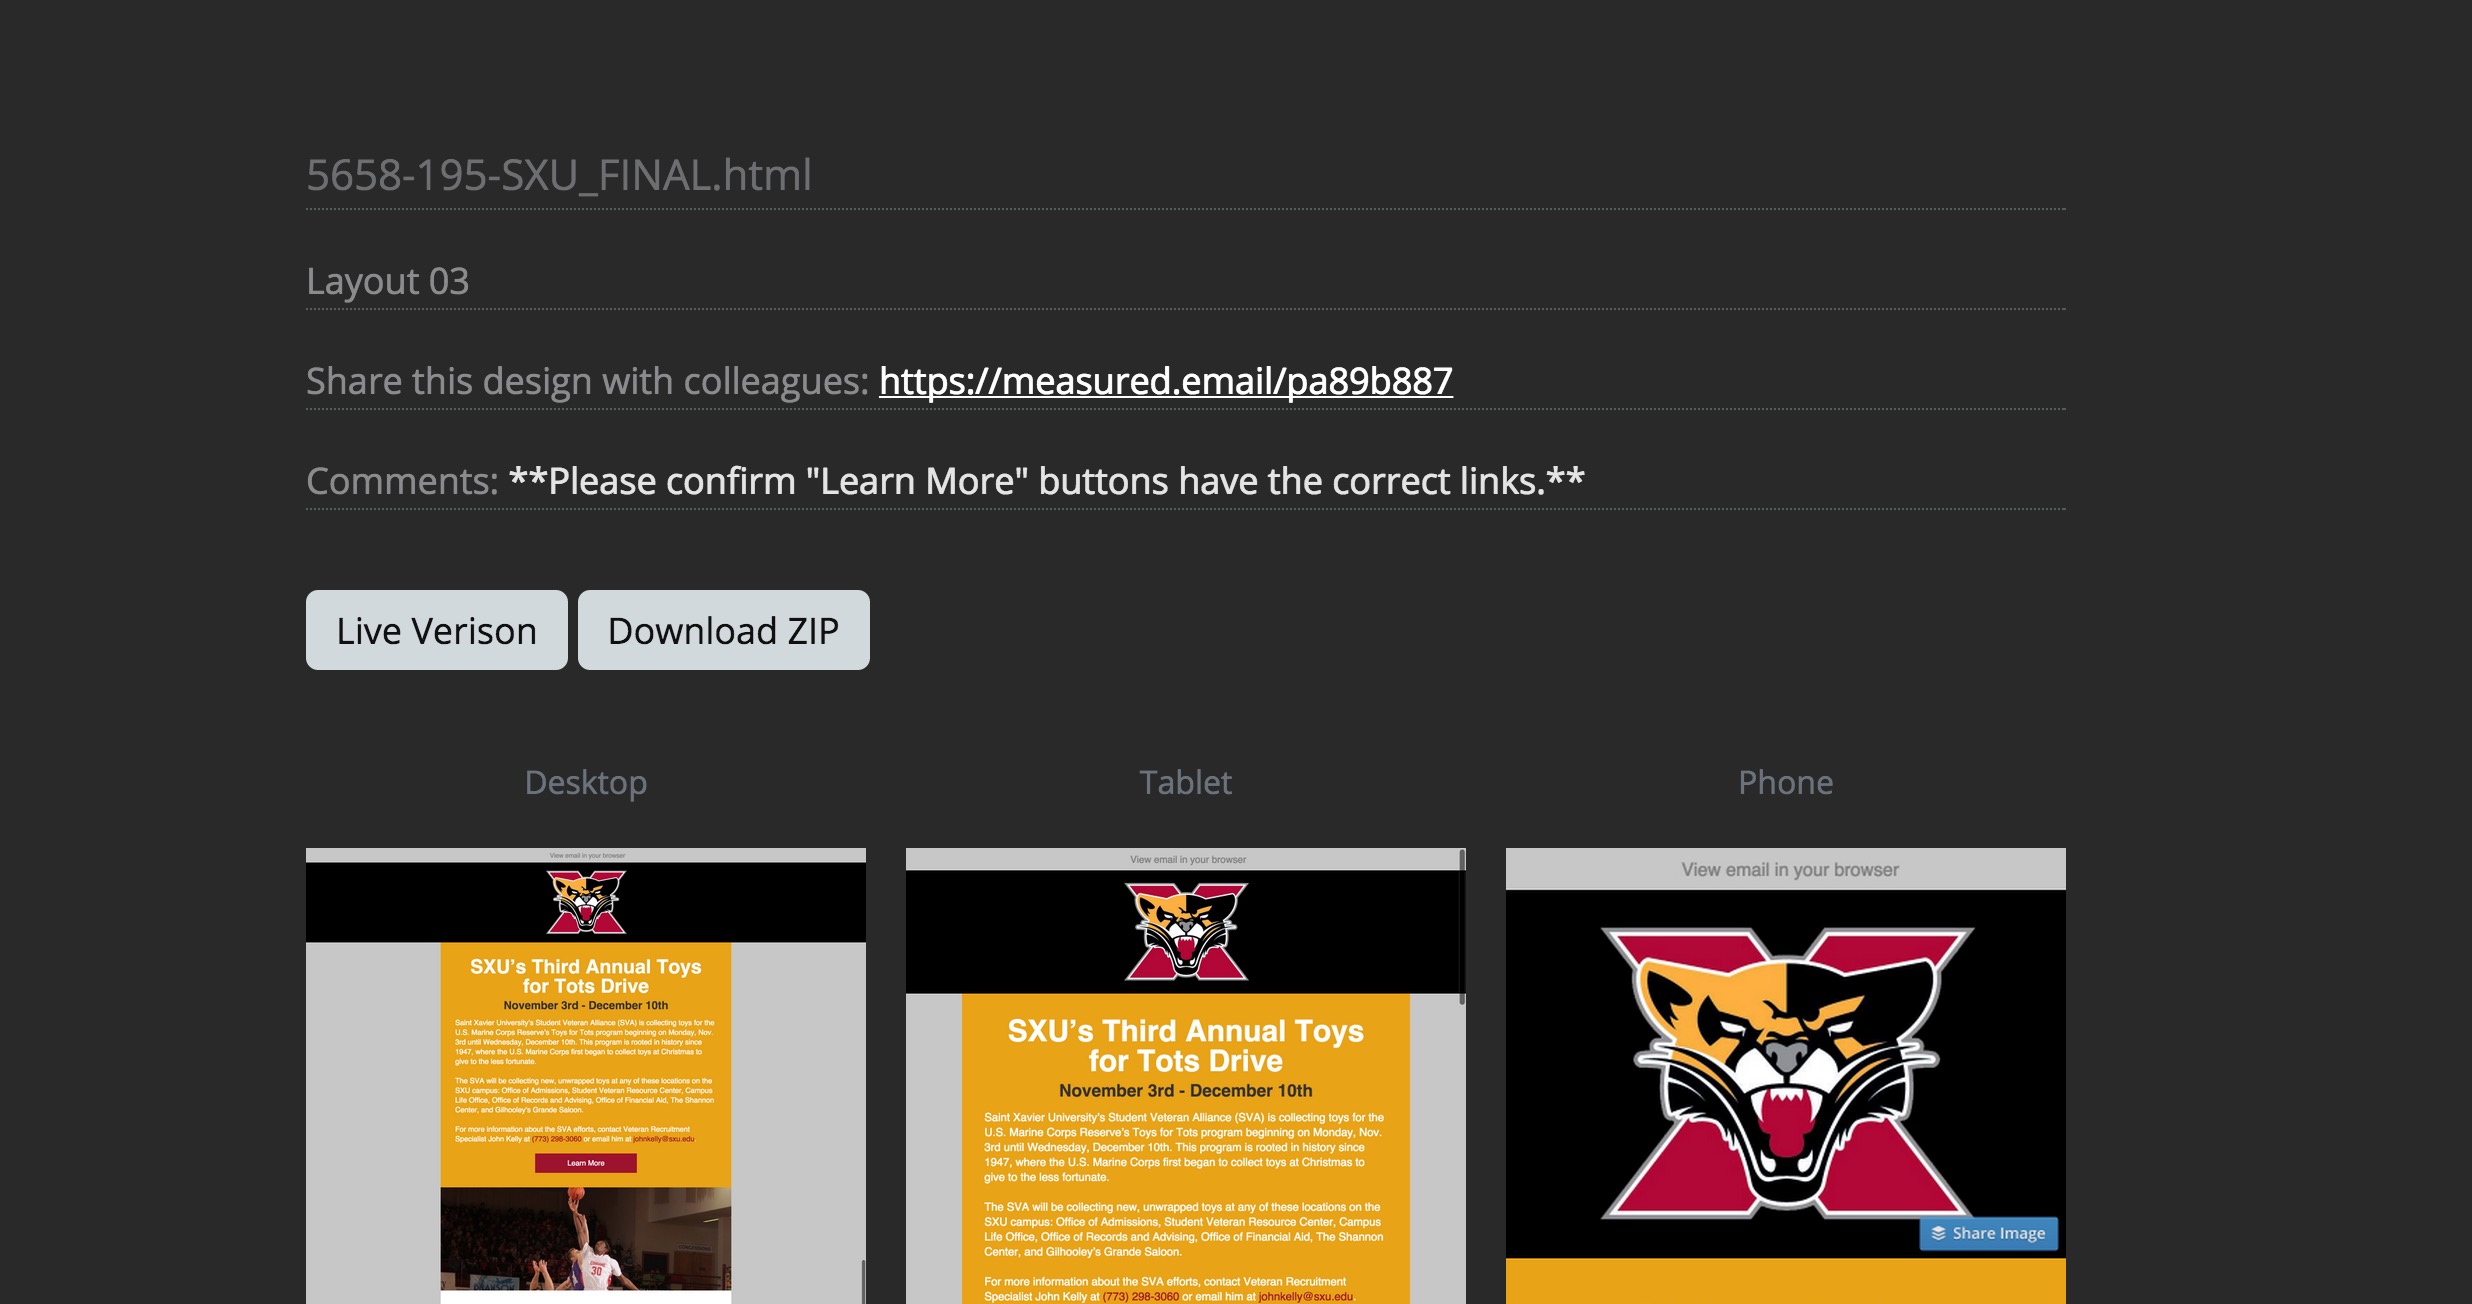 5658-195-SXU_FINAL.html
Layout 03
Share this design with colleagues: https://measured.email/pa89b887
Comments: **Please confirm "Learn More" buttons have the correct links.**
Live Verison
Download ZIP
Desktop
View email in your browser
SXU’s Third Annual Toys
for Tots Drive
November 3rd - December 10th
Saint Xavier University's Student Veteran Alliance (SVA) is collecting toys for the
U.S. Marine Corps Reserve's Toys for Tots program beginning on Monday, Nov.
3rd until Wednesday, December 10th. This program is rooted in history since
1947, where the U.S. Marine Corps first began to collect toys at Christmas to
give to the less fortunate.
The SVA will be collecting new, unwrapped toys at any of these locations on the
SXU campus: Office of Admissions, Student Veteran Resource Center, Campus
Life Office, Office of Records and Advising, Office of Financial Aid, The Shannon
Center, and Gilhooley's Grande Saloon.
For more information about the SVA efforts, contact Veteran Recruitment
Specialist John Kelly at (773) 298-3060 or email him at johnkelly@sxu.edu.
Learn More
30
Tablet
View email in your browser
SXU’s Third Annual Toys
for Tots Drive
November 3rd - December 10th
Saint Xavier University's Student Veteran Alliance (SVA) is collecting toys for the
U.S. Marine Corps Reserve's Toys for Tots program beginning on Monday, Nov.
3rd until Wednesday, December 10th. This program is rooted in history since
1947, where the U.S. Marine Corps first began to collect toys at Christmas to
give to the less fortunate.
The SVA will be collecting new, unwrapped toys at any of these locations on the
SXU campus: Office of Admissions, Student Veteran Resource Center, Campus
Life Office, Office of Records and Advising, Office of Financial Aid, The Shannon
Center, and Gilhooley's Grande Saloon.
For more information about the SVA efforts, contact Veteran Recruitment
Specialist John Kelly at (773) 298-3060 or email him at johnkelly@sxu.edu.
Phone
View email in your browser
Share Image